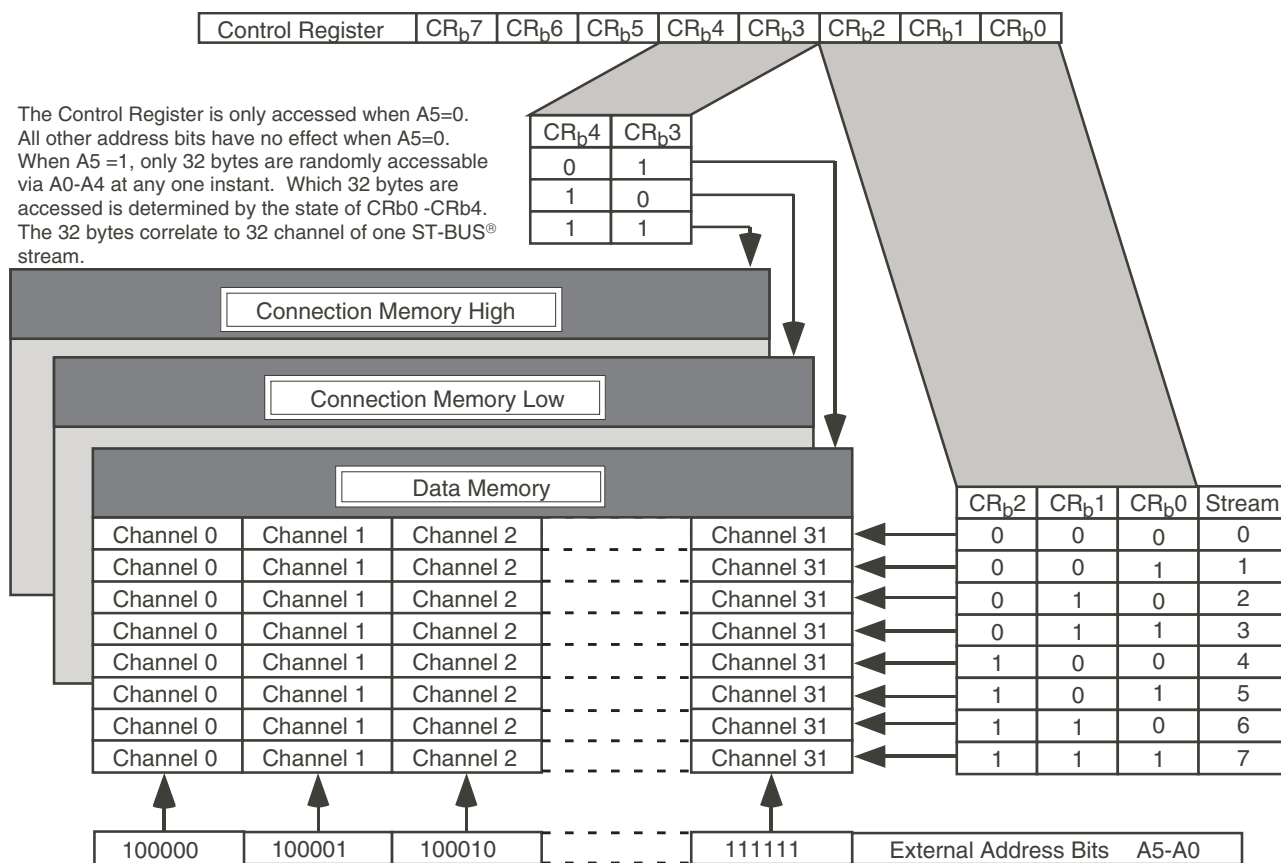 Control Register CRb7 CRb6 CRb5 CRb4 CRb3 CRb2 CRb1 CRb0
The Control Register is only accessed when A5=0.
All other address bits have no effect when A5=0.
When A5 =1, only 32 bytes are randomly accessable
via A0-A4 at any one instant. Which 32 bytes are
accessed is determined by the state of CRb0 -CRb4.
The 32 bytes correlate to 32 channel of one ST-BUS®
stream.
CRb4 CRb3
0 1
1 0
1 1
Connection Memory High
Connection Memory Low
Data Memory
CRb2 CRb1 CRb0 Stream
Channel 0 Channel 1 Channel 2 Channel 31 0 0 0 0
Channel 0 Channel 1 Channel 2 Channel 31 0 0 1 1
Channel 0 Channel 1 Channel 2 Channel 31 0 1 0 2
Channel 0 Channel 1 Channel 2 Channel 31 0 1 1 3
Channel 0 Channel 1 Channel 2 Channel 31 1 0 0 4
Channel 0 Channel 1 Channel 2 Channel 31 1 0 1 5
Channel 0 Channel 1 Channel 2 Channel 31 1 1 0 6
Channel 0 Channel 1 Channel 2 Channel 31 1 1 1 7
100000 100001 100010 111111 External Address Bits A5-A0